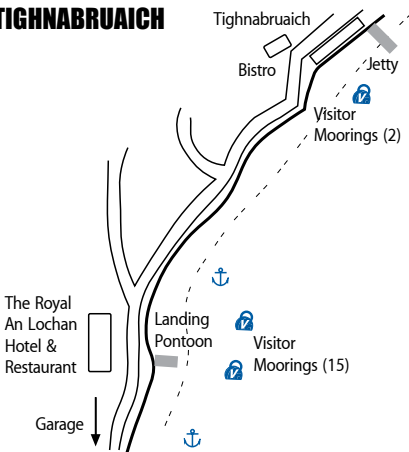 TIGHNABRUAICH
Tighnabruaich
Bistro
Jetty
Visitor
Moorings (2)
The Royal
An Lochan
Hotel &
Restaurant
Landing
Pontoon
Visitor
Moorings (15)
Garage
V
V
V